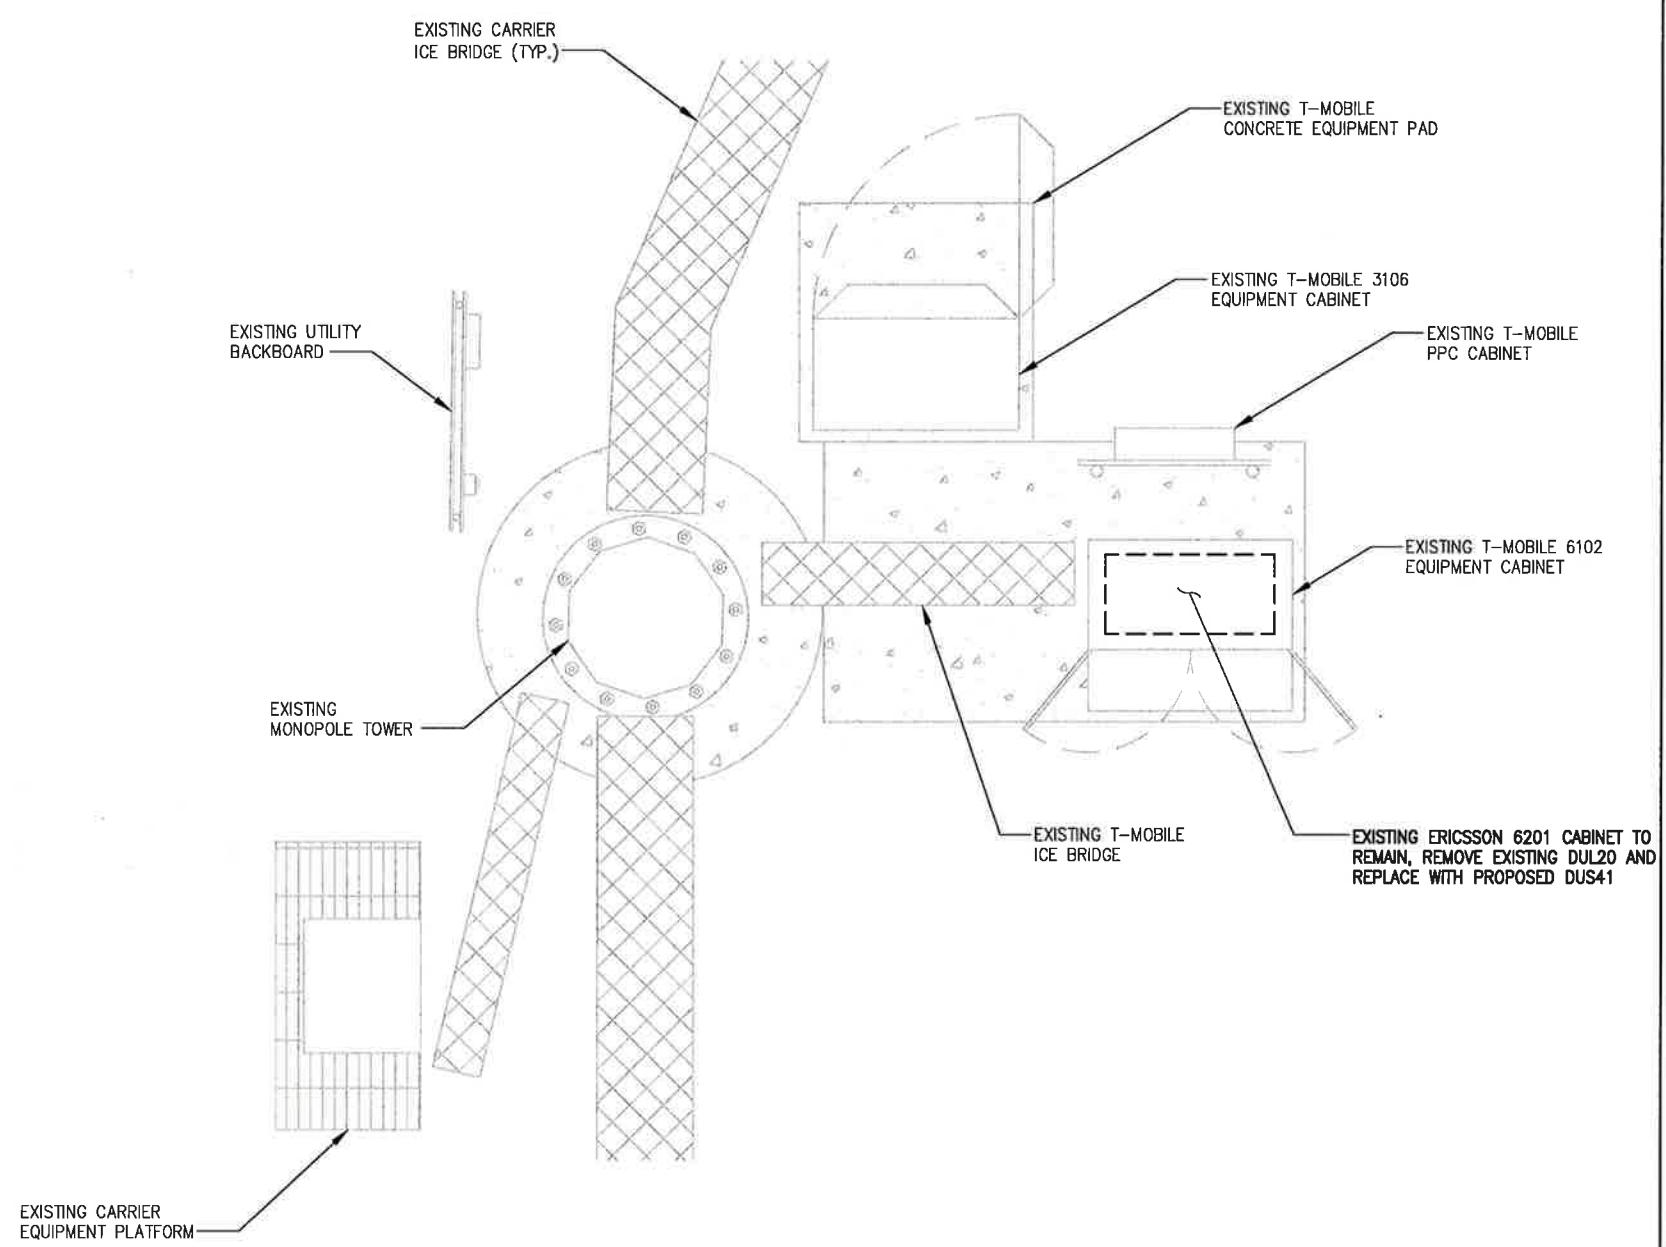 EXISTING CARRIER
ICE BRIDGE (TYP.)
EXISTING T-MOBILE
CONCRETE EQUIPMENT PAD
EXISTING T-MOBILE 3106
EQUIPMENT CABINET
EXISTING UTILITY
BACKBOARD
EXISTING T-MOBILE
PPC CABINET
EXISTING T-MOBILE 6102
EQUIPMENT CABINET
EXISTING
MONOPOLE TOWER
EXISTING T-MOBILE
ICE BRIDGE
EXISTING ERICSSON 6201 CABINET TO
REMAIN, REMOVE EXISTING DUL20 AND
REPLACE WITH PROPOSED DUS41
EXISTING CARRIER
EQUIPMENT PLATFORM